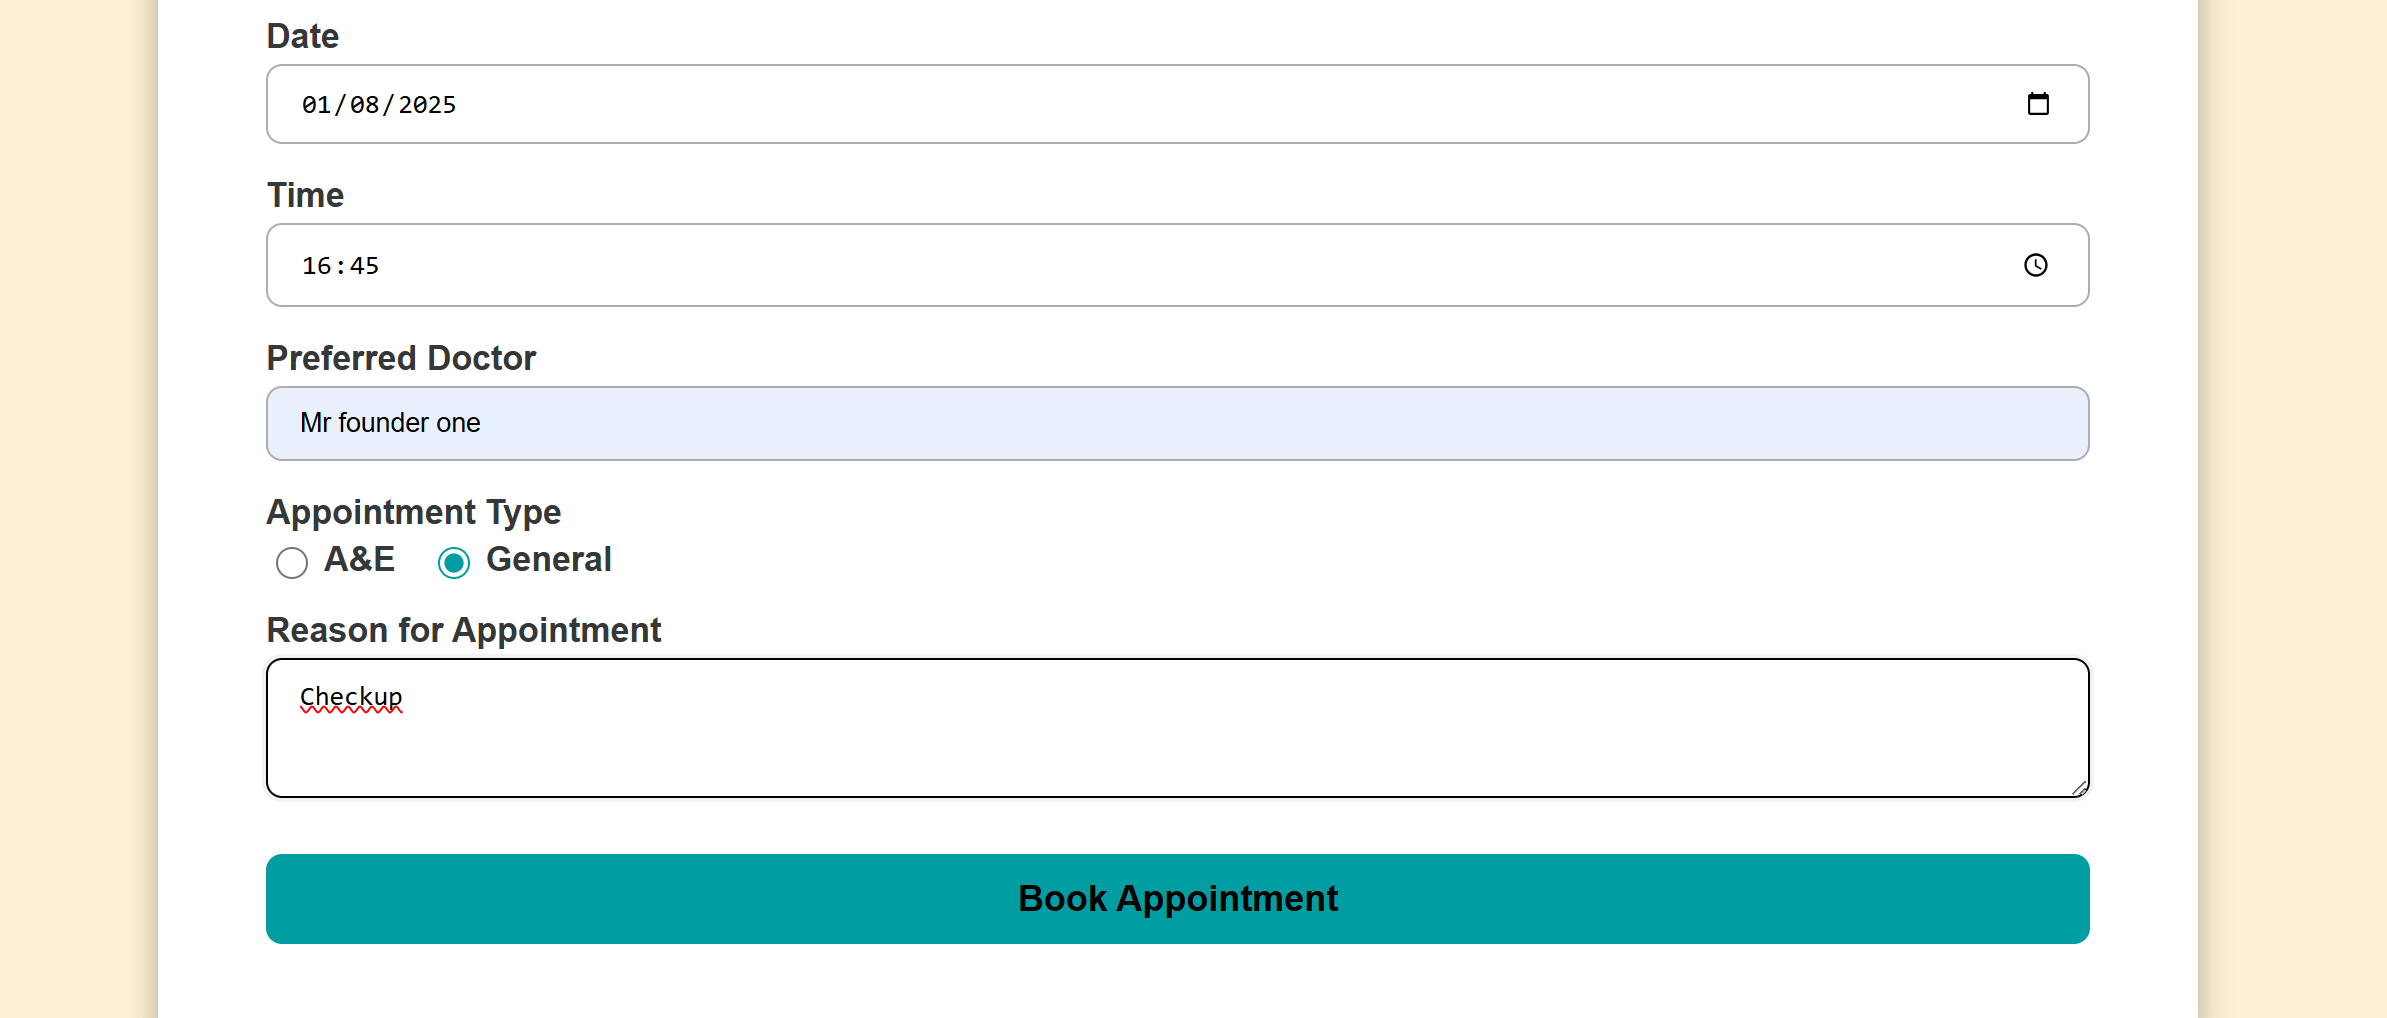 Date
01/08/2025
Time
16:45
Preferred Doctor
Mr founder one
Appointment Type
A&E General
Reason for Appointment
Checkup
Book Appointment